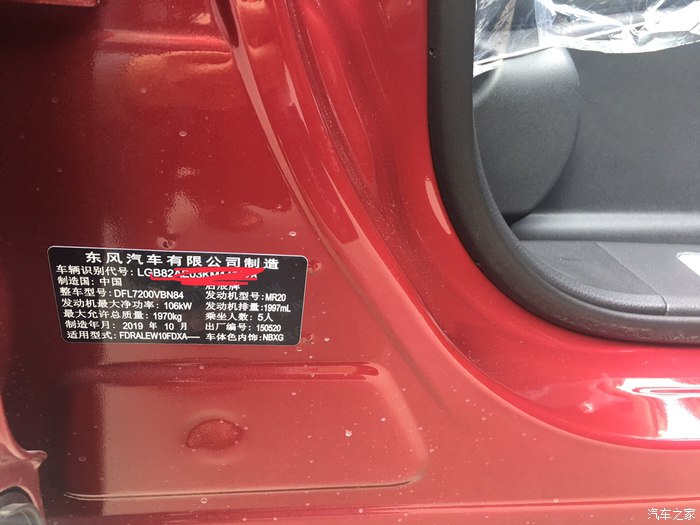 东风汽车有限公司制造
车辆识别代号: LGB82
制造国: 中国 启辰牌
整车型号: DFL7200VBN84 发动机型号: MR20
发动机最大净功率: 106kW 发动机排量: 1997mL
最大允许总质量: 1970kg 乘坐人数: 5人
制造年月: 2019 年 10 月 出厂编号: 150520
适用型式: FDRALEW10FDXA— 车体色内饰: NBXG
汽车之家